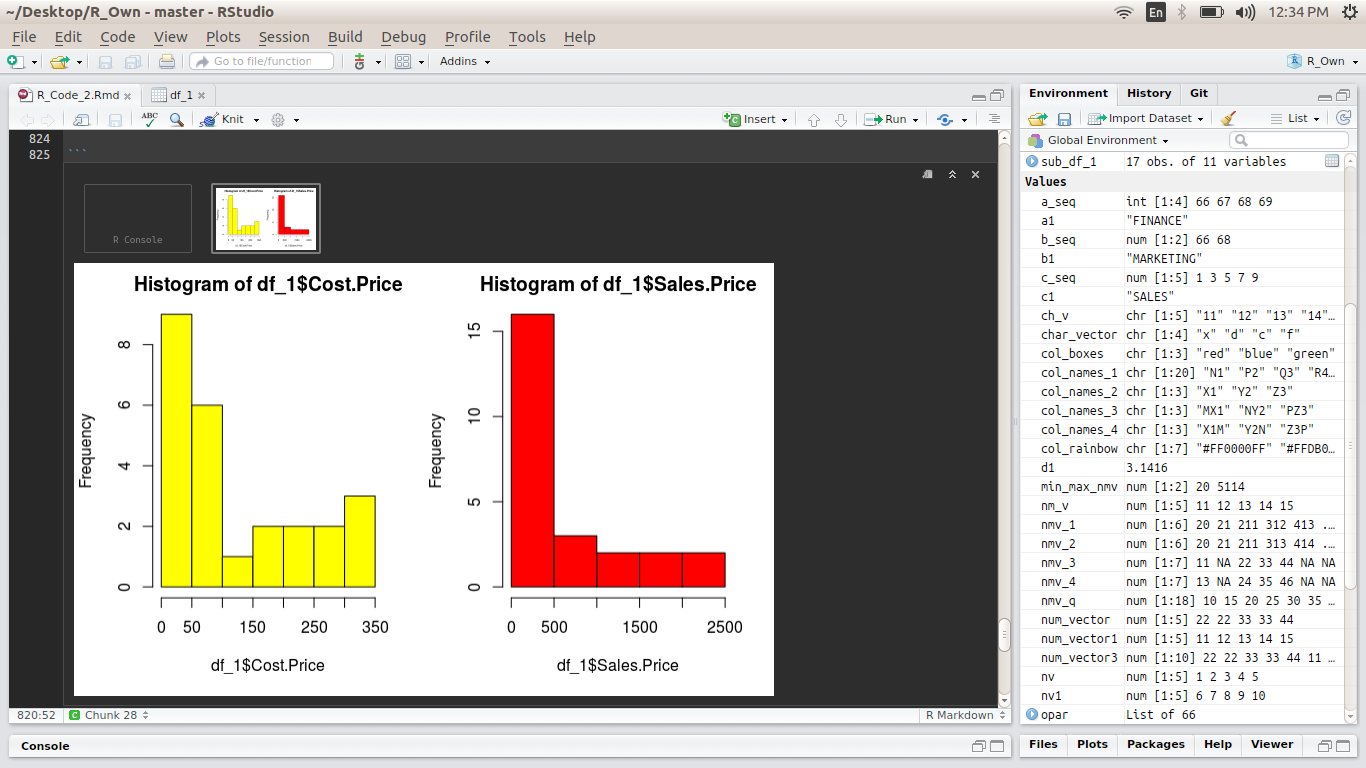 ~/Desktop/R_Own - master - RStudio
En 12:34 PM
File Edit Code View Plots Session Build Debug Profile Tools Help
Go to file/function Addins R_Own
R_Code_2.Rmd df_1
ABC Knit Insert Run
824
825 ```
R Console
Histogram of df_1$Cost.Price
Histogram of df_1$Sales.Price
Frequency
0 2 4 6 8
0 50 150 250 350
df_1$Cost.Price
Frequency
0 5 10 15
0 500 1500 2500
df_1$Sales.Price
820:52 Chunk 28 R Markdown
Console
Environment History Git
Import Dataset List
Global Environment
sub_df_1 17 obs. of 11 variables
Values
a_seq int [1:4] 66 67 68 69
a1 "FINANCE"
b_seq num [1:2] 66 68
b1 "MARKETING"
c_seq num [1:5] 1 3 5 7 9
c1 "SALES"
ch_v chr [1:5] "11" "12" "13" "14"…
char_vector chr [1:4] "x" "d" "c" "f"
col_boxes chr [1:3] "red" "blue" "green"
col_names_1 chr [1:20] "N1" "P2" "Q3" "R4…
col_names_2 chr [1:3] "X1" "Y2" "Z3"
col_names_3 chr [1:3] "MX1" "NY2" "PZ3"
col_names_4 chr [1:3] "X1M" "Y2N" "Z3P"
col_rainbow chr [1:7] "#FF0000FF" "#FFDB0…
d1 3.1416
min_max_nmv num [1:2] 20 5114
nm_v num [1:5] 11 12 13 14 15
nmv_1 num [1:6] 20 21 211 312 413 …
nmv_2 num [1:6] 20 21 211 313 414 …
nmv_3 num [1:7] 11 NA 22 33 44 NA NA
nmv_4 num [1:7] 13 NA 24 35 46 NA NA
nmv_q num [1:18] 10 15 20 25 30 35 …
num_vector num [1:5] 22 22 33 33 44
num_vector1 num [1:5] 11 12 13 14 15
num_vector3 num [1:10] 22 22 33 33 44 11 …
nv num [1:5] 1 2 3 4 5
nv1 num [1:5] 6 7 8 9 10
opar List of 66
Files Plots Packages Help Viewer